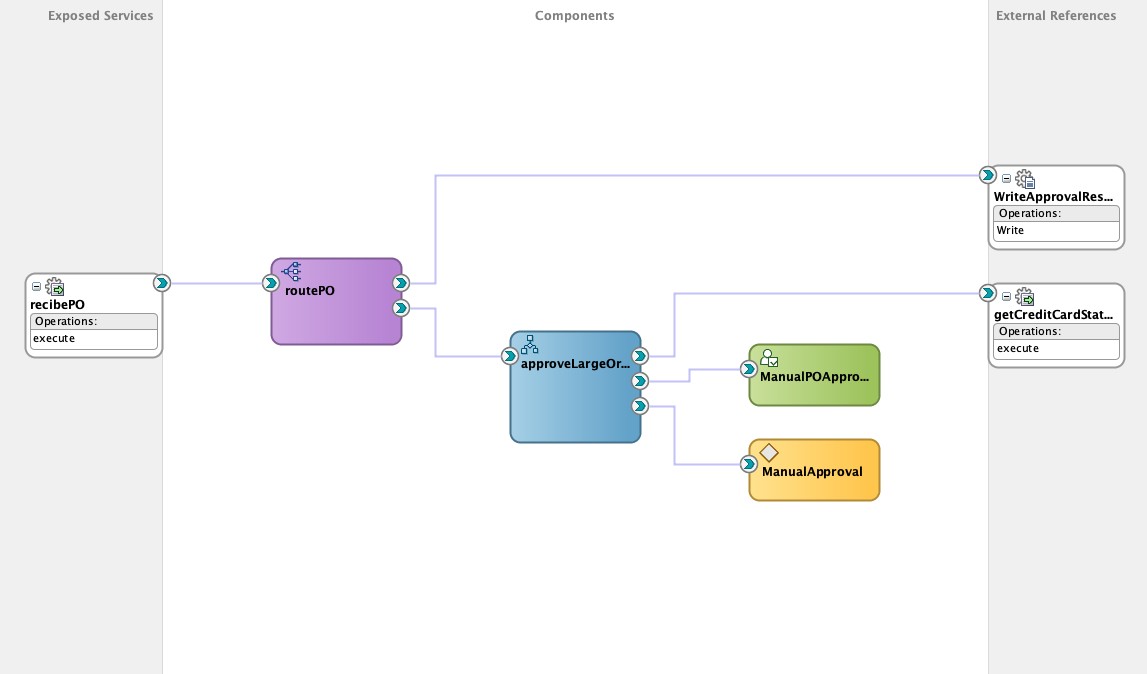 Exposed Services
Components
External References
WriteApprovalRes...
Operations:
Write
recibePO
Operations:
execute
routePO
getCreditCardStat...
Operations:
execute
approveLargeOr...
ManualPOAppro...
ManualApproval